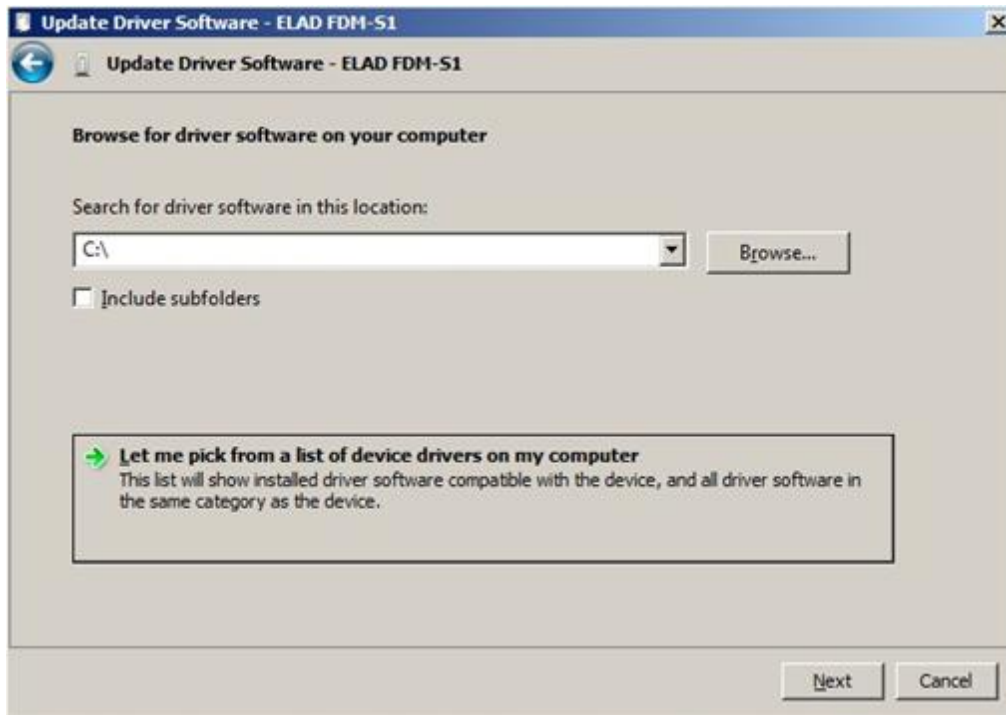 Update Driver Software - ELAD FDM-S1
Update Driver Software - ELAD FDM-S1
Browse for driver software on your computer
Search for driver software in this location:
C:\
Browse...
Include subfolders
Let me pick from a list of device drivers on my computer
This list will show installed driver software compatible with the device, and all driver software in
the same category as the device.
Next
Cancel